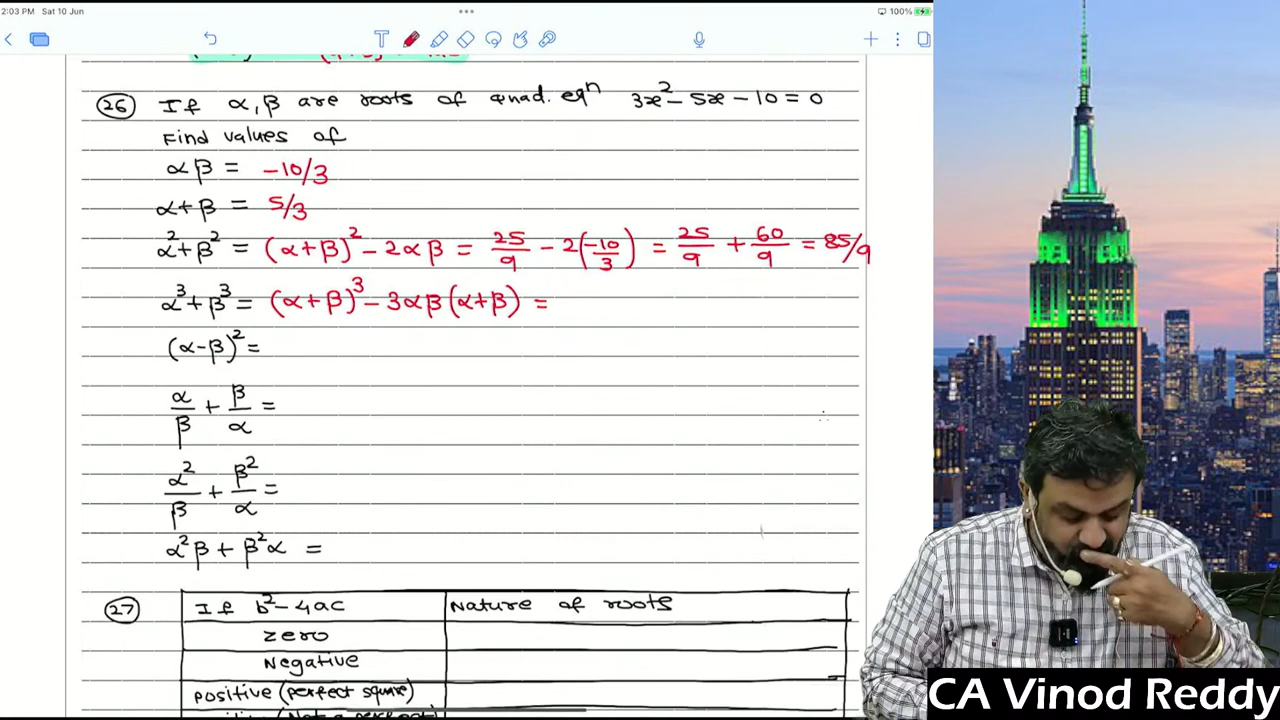 2:03 PM Sat 10 Jun
100%
26 If α, β are roots of quad. eqⁿ 3x² - 5x - 10 = 0
Find values of
αβ = -10/3
α+β = 5/3
α²+β² = (α+β)² - 2αβ = 25/9 - 2(-10/3) = 25/9 + 60/9 = 85/9
α³+β³ = (α+β)³ - 3αβ(α+β) =
(α-β)² =
α/β + β/α =
α²/β + β²/α =
α²β + β²α =
27 If b² - 4ac Nature of roots
zero
Negative
positive (perfect square)
CA Vinod Reddy